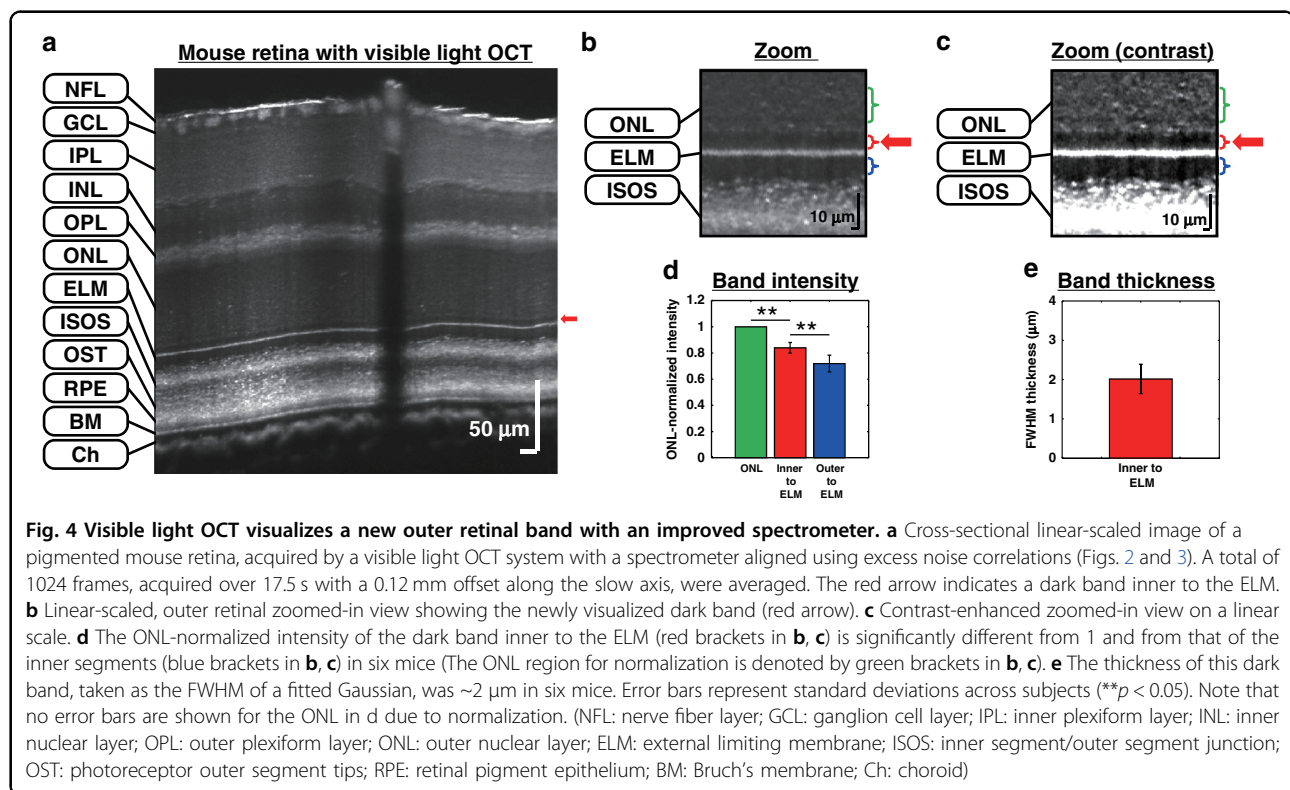 a
Mouse retina with visible light OCT
NFL
GCL
IPL
INL
OPL
ONL
ELM
ISOS
OST
RPE
BM
Ch
50 μm
b
Zoom
ONL
ELM
ISOS
10 μm
c
Zoom (contrast)
ONL
ELM
ISOS
10 μm
d
Band intensity
ONL-normalized intensity
1.2
1
0.8
0.6
0.4
0.2
0
**
**
ONL
Inner
to
ELM
Outer
to
ELM
e
Band thickness
FWHM thickness (μm)
4
3
2
1
0
Inner to
ELM
Fig. 4 Visible light OCT visualizes a new outer retinal band with an improved spectrometer. a Cross-sectional linear-scaled image of a
pigmented mouse retina, acquired by a visible light OCT system with a spectrometer aligned using excess noise correlations (Figs. 2 and 3). A total of
1024 frames, acquired over 17.5 s with a 0.12 mm offset along the slow axis, were averaged. The red arrow indicates a dark band inner to the ELM.
b Linear-scaled, outer retinal zoomed-in view showing the newly visualized dark band (red arrow). c Contrast-enhanced zoomed-in view on a linear
scale. d The ONL-normalized intensity of the dark band inner to the ELM (red brackets in b, c) is significantly different from 1 and from that of the
inner segments (blue brackets in b, c) in six mice (The ONL region for normalization is denoted by green brackets in b, c). e The thickness of this dark
band, taken as the FWHM of a fitted Gaussian, was ~2 μm in six mice. Error bars represent standard deviations across subjects (**p < 0.05). Note that
no error bars are shown for the ONL in d due to normalization. (NFL: nerve fiber layer; GCL: ganglion cell layer; IPL: inner plexiform layer; INL: inner
nuclear layer; OPL: outer plexiform layer; ONL: outer nuclear layer; ELM: external limiting membrane; ISOS: inner segment/outer segment junction;
OST: photoreceptor outer segment tips; RPE: retinal pigment epithelium; BM: Bruch's membrane; Ch: choroid)